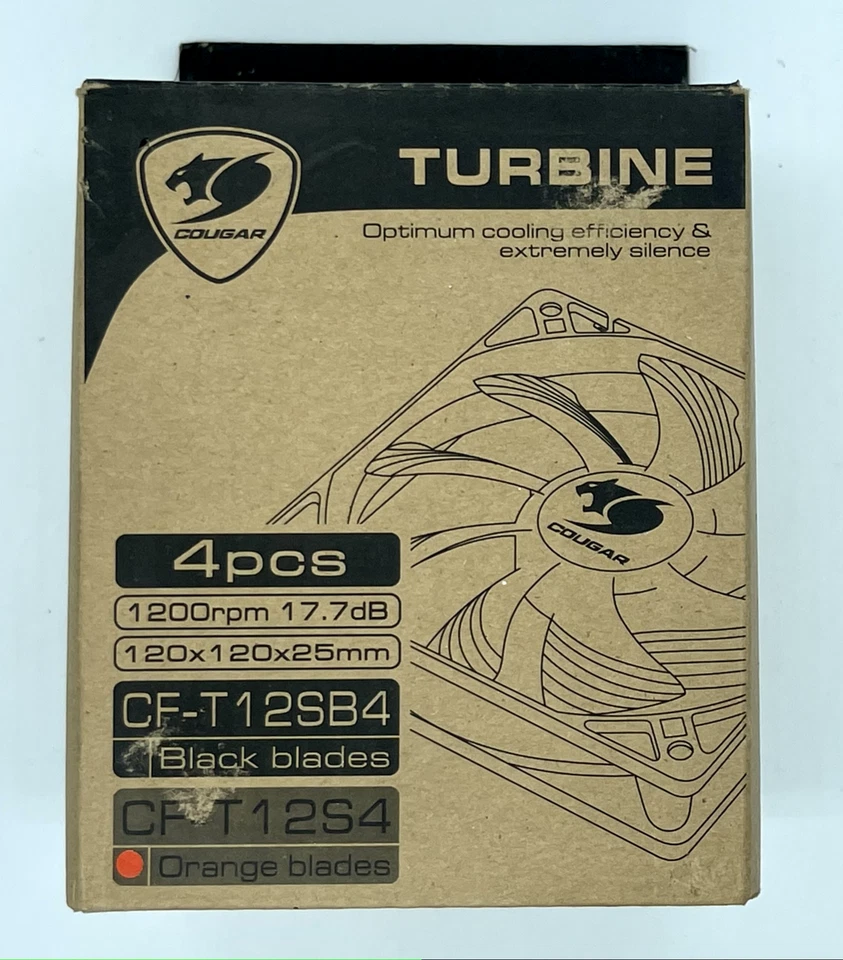 COUGAR
TURBINE
Optimum cooling efficiency &
extremely silence
COUGAR
4pcs
1200rpm 17.7dB
120x120x25mm
CF-T12SB4
Black blades
CF-T12S4
Orange blades